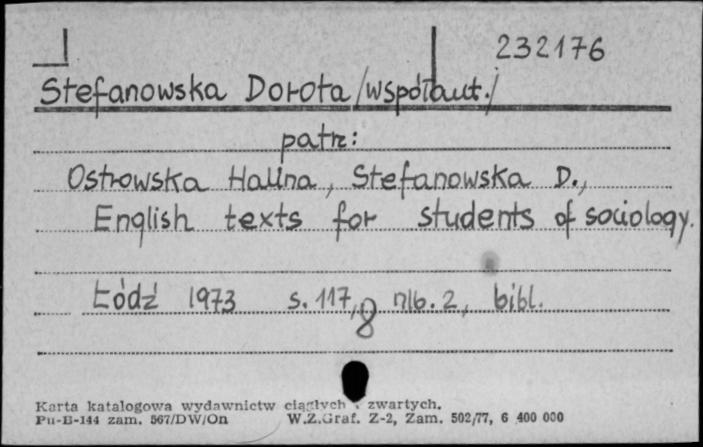 232176
Stefanowska Dorota /współaut./
patrz:
Ostrowska Halina, Stefanowska D.,
English texts for students of sociology.
Łódź 1973 s. 117, 8 nlb. 2, bibl.
Karta katalogowa wydawnictw ciągłych i zwartych.
Pu-B-144 zam. 567/DW/On W.Z.Graf. Z-2, Zam. 502/77, 6 400 000